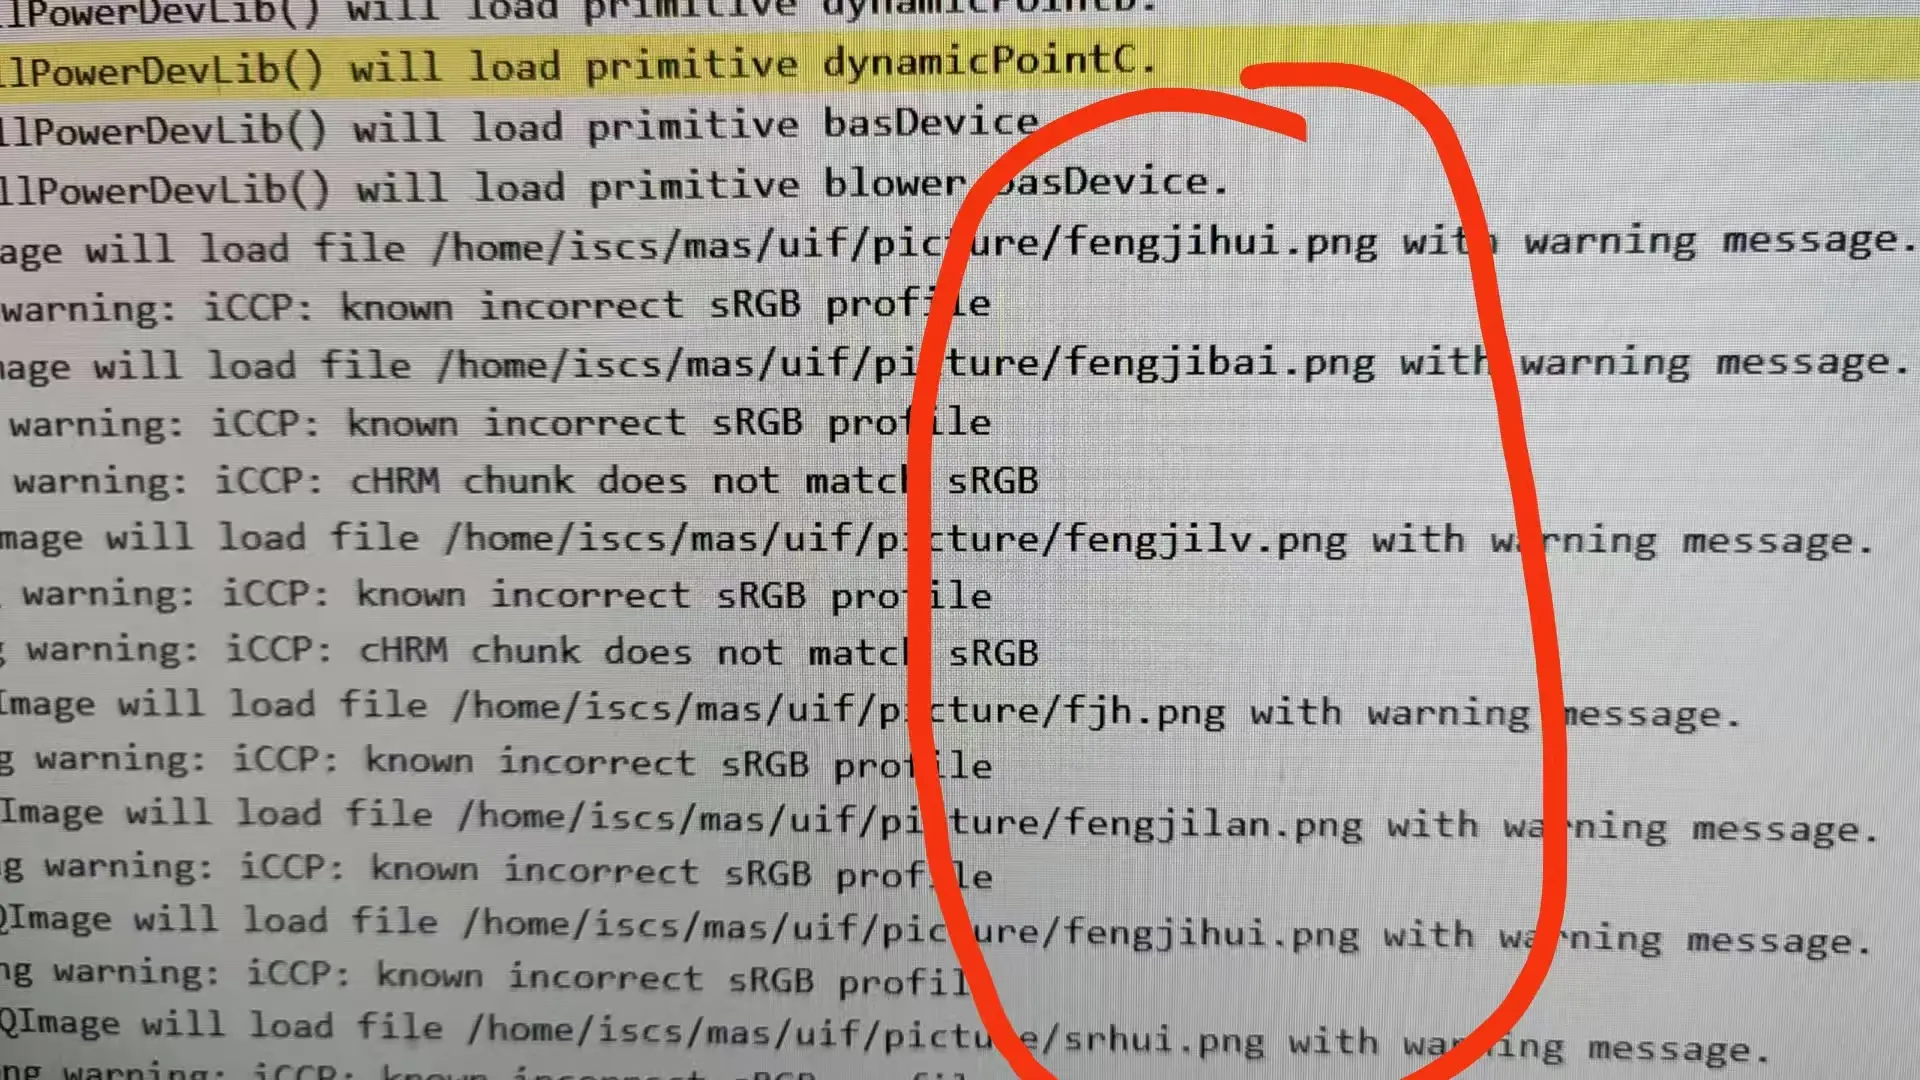 llPowerDevLib() will load primitive
llPowerDevLib() will load primitive dynamicPointC.
llPowerDevLib() will load primitive basDevice
llPowerDevLib() will load primitive blower basDevice.
age will load file /home/iscs/mas/uif/picture/fengjihui.png with warning message.
warning: iCCP: known incorrect sRGB profile
mage will load file /home/iscs/mas/uif/picture/fengjibai.png with warning message.
warning: iCCP: known incorrect sRGB profile
warning: iCCP: cHRM chunk does not match sRGB
mage will load file /home/iscs/mas/uif/picture/fengjilv.png with warning message.
warning: iCCP: known incorrect sRGB profile
g warning: iCCP: cHRM chunk does not match sRGB
Image will load file /home/iscs/mas/uif/picture/fjh.png with warning message.
g warning: iCCP: known incorrect sRGB profile
Image will load file /home/iscs/mas/uif/picture/fengjilan.png with warning message.
ng warning: iCCP: known incorrect sRGB profile
QImage will load file /home/iscs/mas/uif/picture/fengjihui.png with warning message.
ng warning: iCCP: known incorrect sRGB profil
QImage will load file /home/iscs/mas/uif/picture/srhui.png with warning message.
ng warning: iCCP: known incorrect sRGB